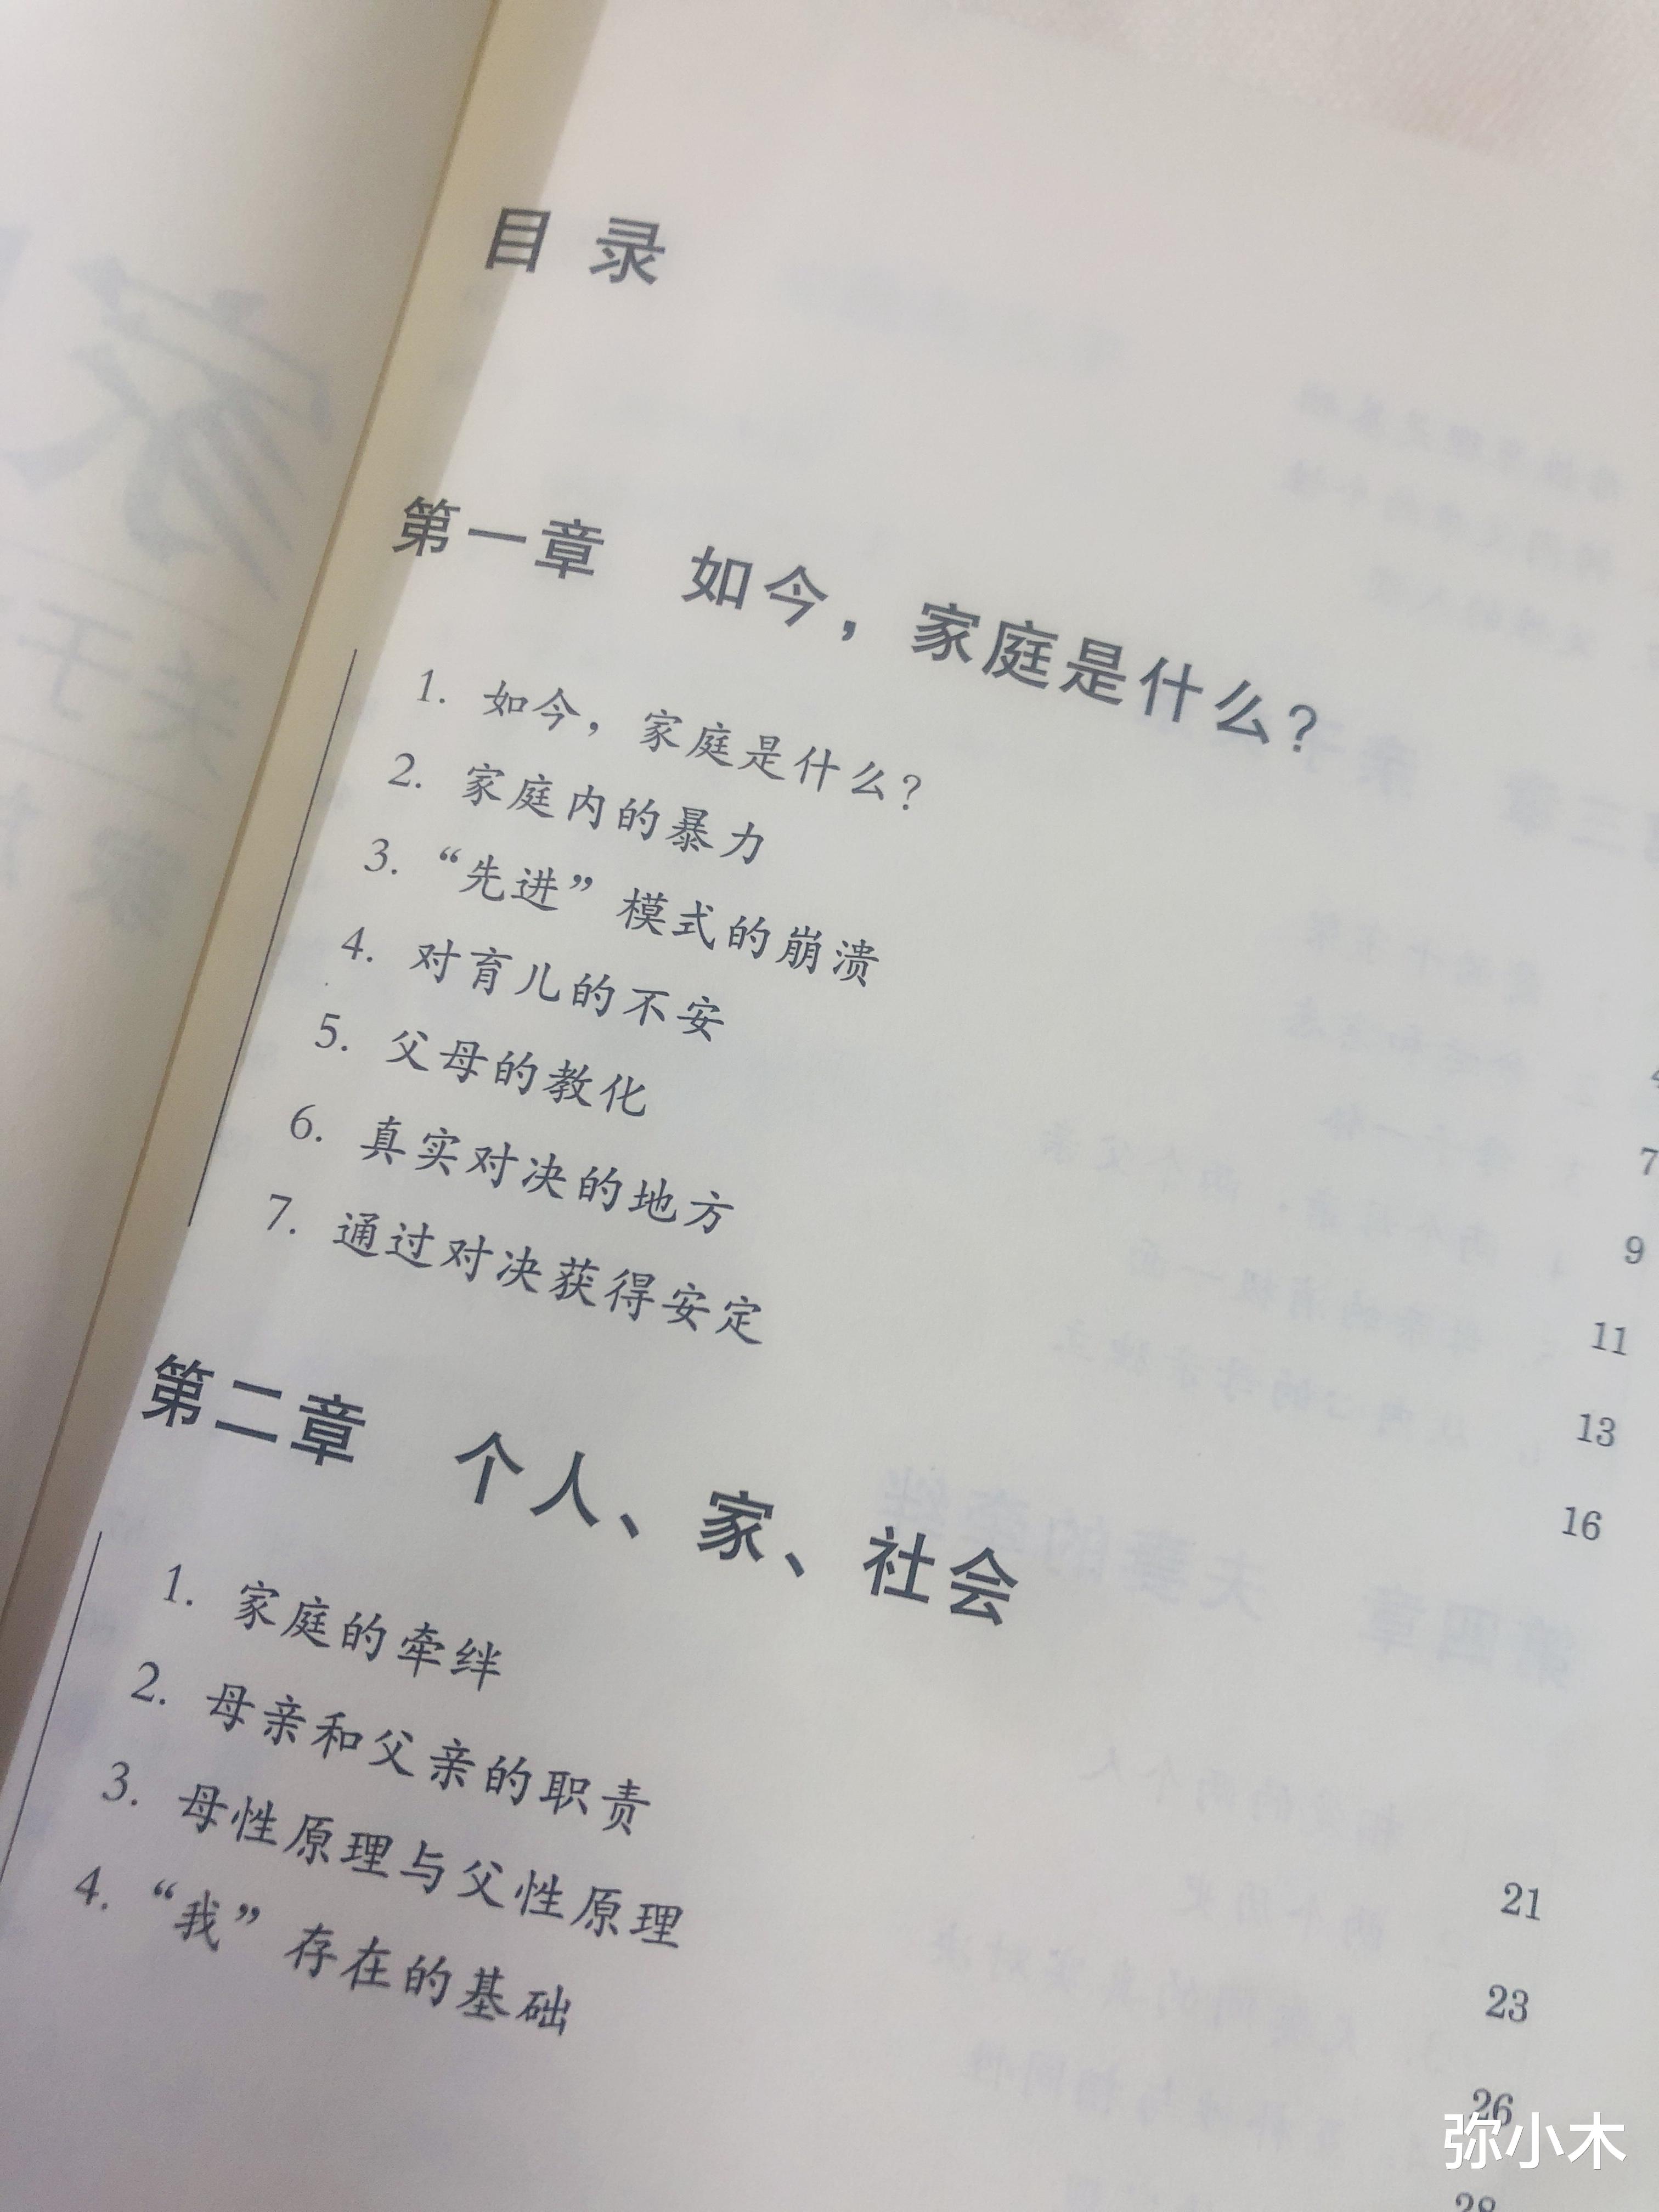 目录
第一章 如今，家庭是什么？
1. 如今，家庭是什么？
2. 家庭内的暴力
3. “先进”模式的崩溃 7
4. 对育儿的不安 9
5. 父母的教化 11
6. 真实对决的地方 13
7. 通过对决获得安定 16
第二章 个人、家、社会
1. 家庭的牵绊 21
2. 母亲和父亲的职责 23
3. 母性原理与父性原理 26
4. “我”存在的基础 28
弥小木